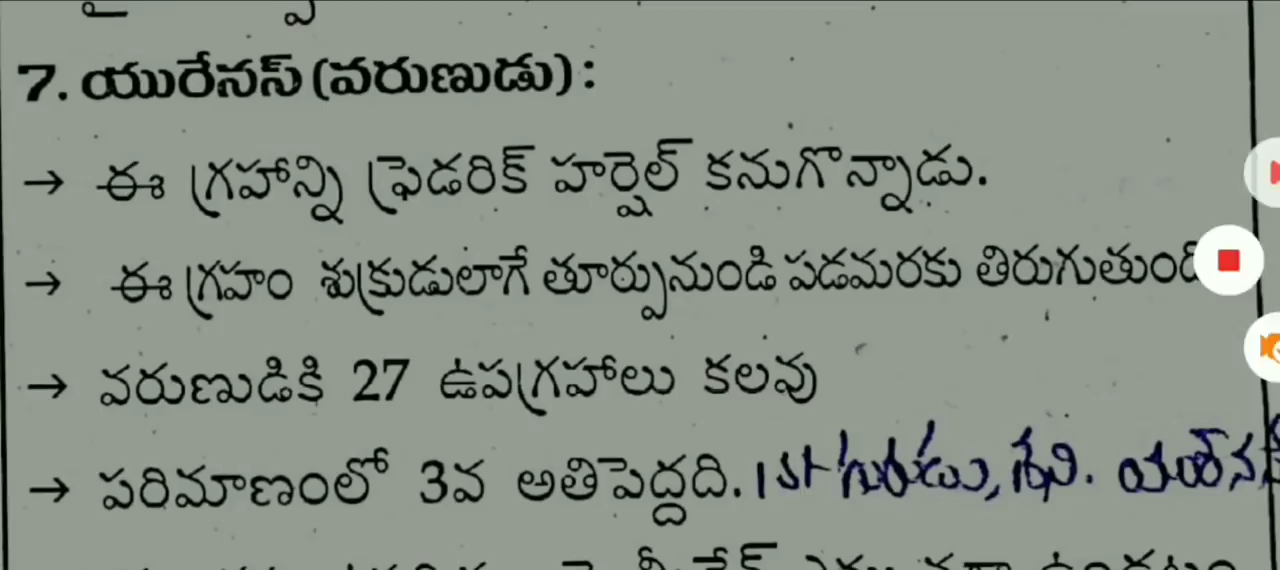 7. యురేనస్ (వరుణుడు) :
→ ఈ గ్రహాన్ని ఫ్రెడరిక్ హర్షెల్ కనుగొన్నాడు.
→ ఈ గ్రహం శుక్రుడులాగే తూర్పునుండి పడమరకు తిరుగుతుంది
→ వరుణుడికి 27 ఉపగ్రహాలు కలవు
→ పరిమాణంలో 3వ అతిపెద్దది. 1st గురుడు, శని. యురేనస్